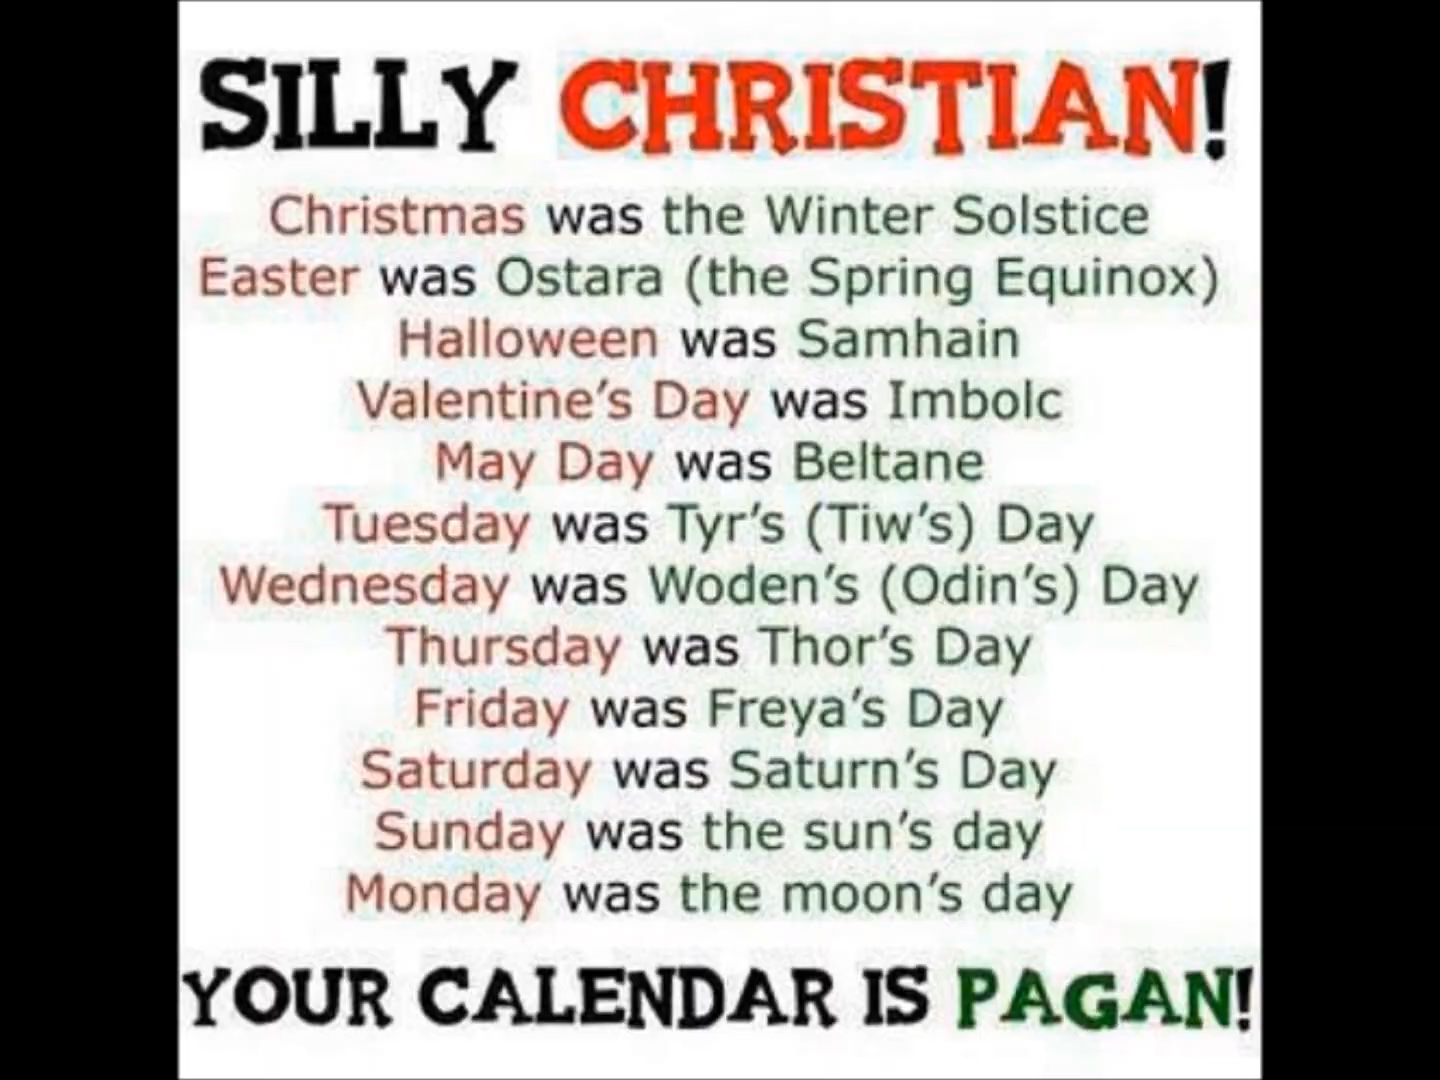 SILLY CHRISTIAN!
Christmas was the Winter Solstice
Easter was Ostara (the Spring Equinox)
Halloween was Samhain
Valentine's Day was Imbolc
May Day was Beltane
Tuesday was Tyr's (Tiw's) Day
Wednesday was Woden's (Odin's) Day
Thursday was Thor's Day
Friday was Freya's Day
Saturday was Saturn's Day
Sunday was the sun's day
Monday was the moon's day
YOUR CALENDAR IS PAGAN!